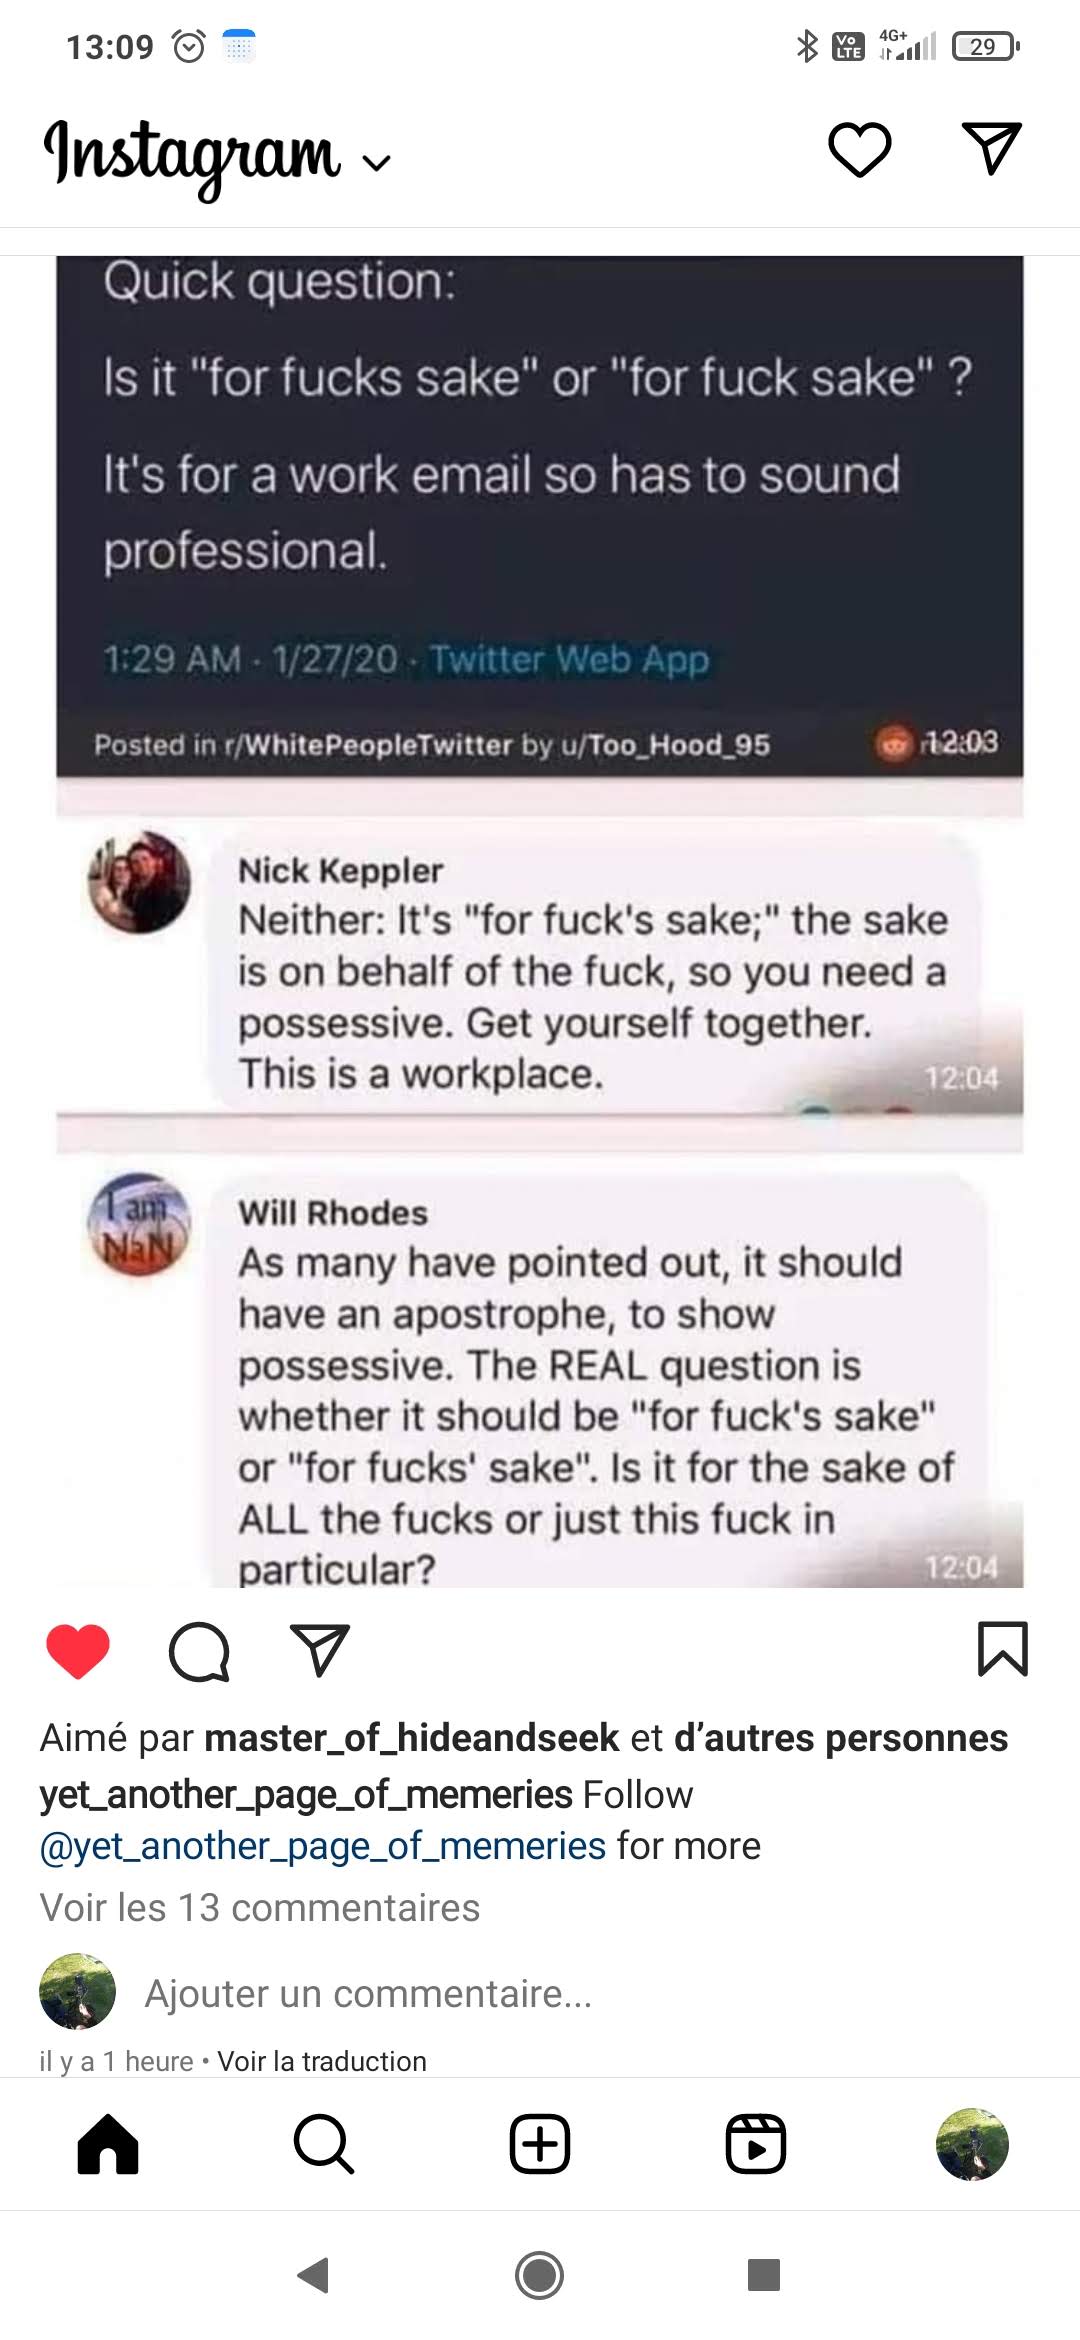 13:09
Vo
LTE
4G+
29
Instagram
Quick question:
Is it "for fucks sake" or "for fuck sake" ?
It's for a work email so has to sound
professional.
1:29 AM · 1/27/20 · Twitter Web App
Posted in r/WhitePeopleTwitter by u/Too_Hood_95
12:03
Nick Keppler
Neither: It's "for fuck's sake;" the sake
is on behalf of the fuck, so you need a
possessive. Get yourself together.
This is a workplace.
12:04
I am
NaN
Will Rhodes
As many have pointed out, it should
have an apostrophe, to show
possessive. The REAL question is
whether it should be "for fuck's sake"
or "for fucks' sake". Is it for the sake of
ALL the fucks or just this fuck in
particular?
12:04
Aimé par master_of_hideandseek et d’autres personnes
yet_another_page_of_memeries Follow
@yet_another_page_of_memeries for more
Voir les 13 commentaires
Ajouter un commentaire...
il y a 1 heure • Voir la traduction